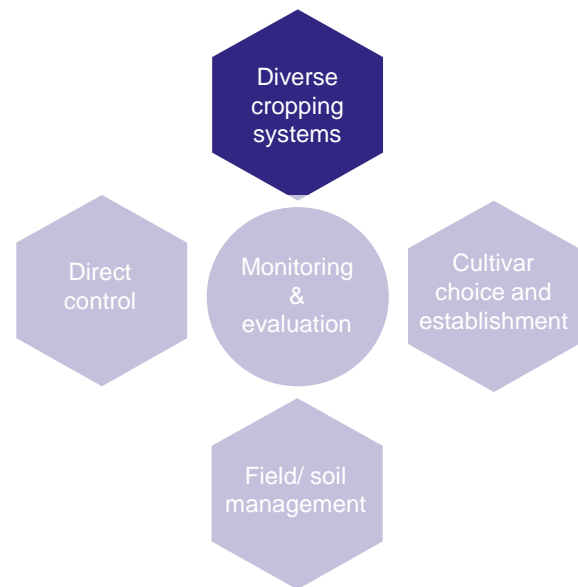 Diverse
cropping
systems
Direct
control
Monitoring
&
evaluation
Cultivar
choice and
establishment
Field/ soil
management